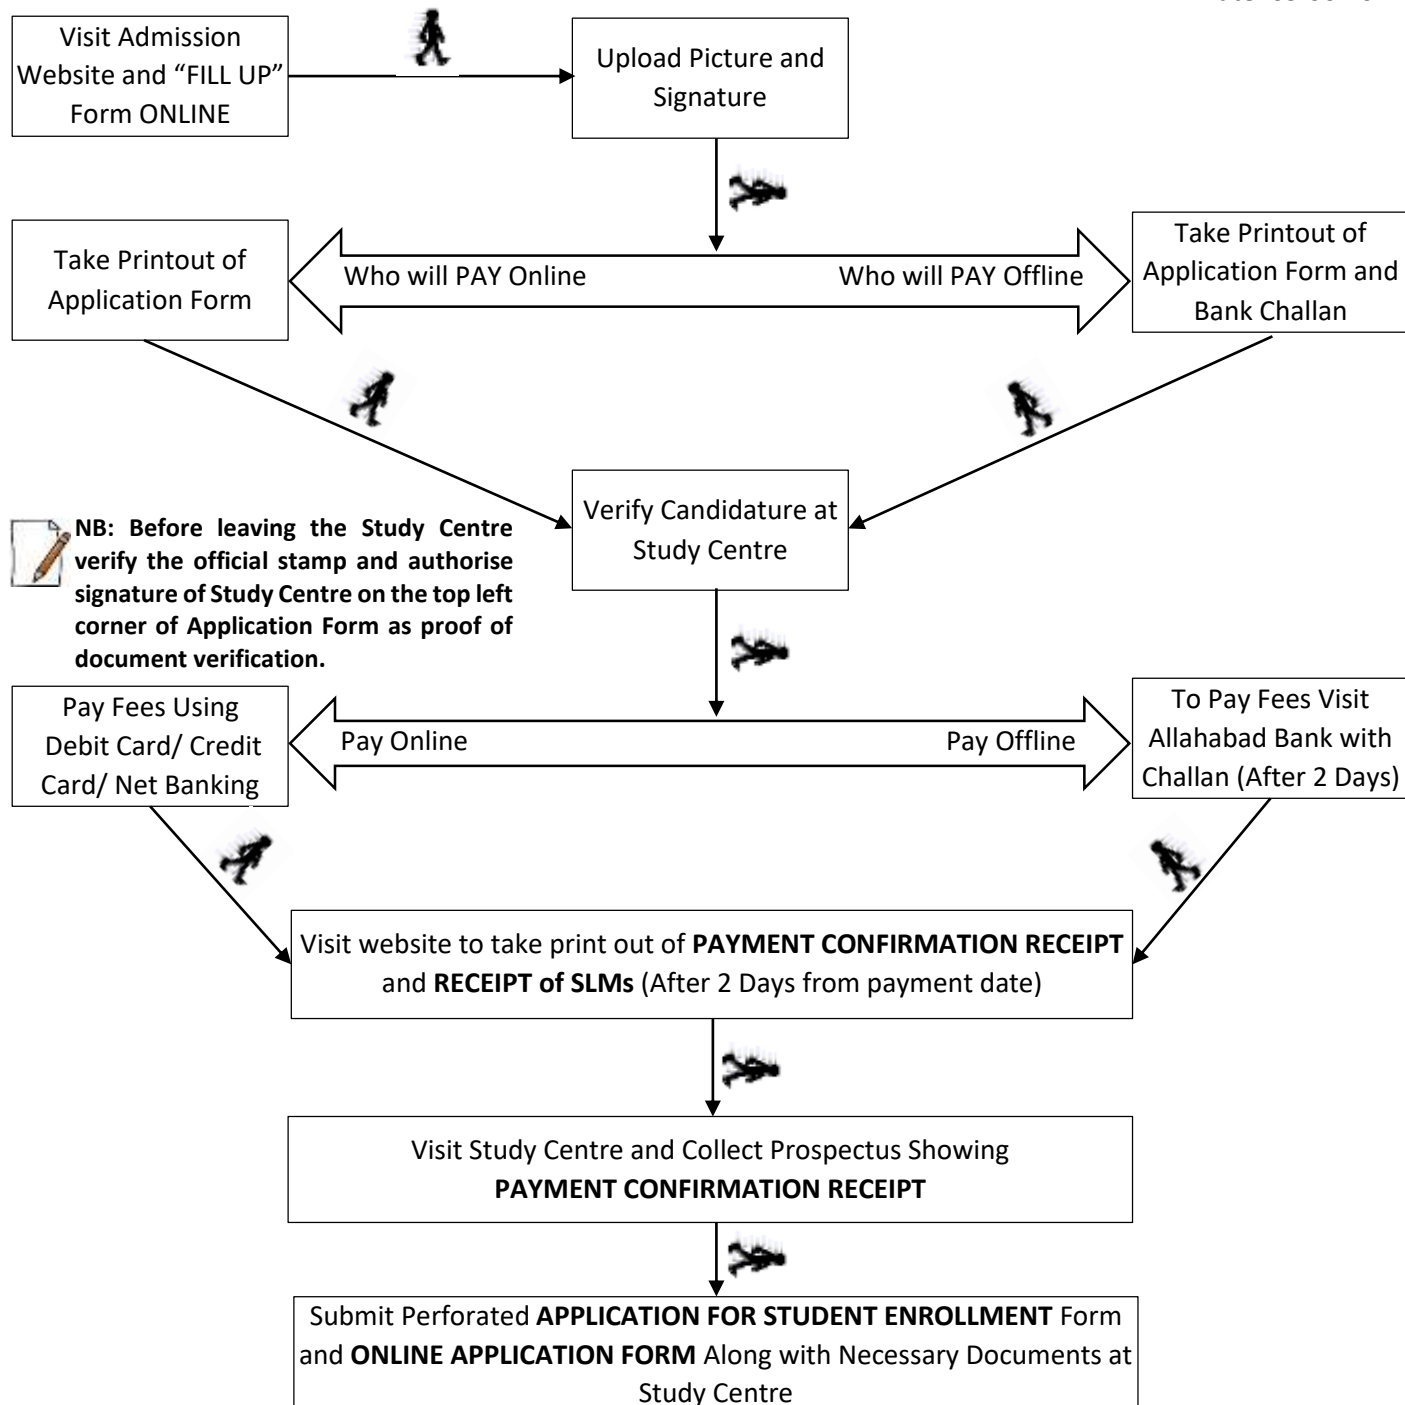 Visit Admission
Website and “FILL UP”
Form ONLINE
Upload Picture and
Signature
Take Printout of
Application Form
Who will PAY Online
Who will PAY Offline
Take Printout of
Application Form and
Bank Challan
Verify Candidature at
Study Centre
NB: Before leaving the Study Centre
verify the official stamp and authorise
signature of Study Centre on the top left
corner of Application Form as proof of
document verification.
Pay Fees Using
Debit Card/ Credit
Card/ Net Banking
Pay Online
Pay Offline
To Pay Fees Visit
Allahabad Bank with
Challan (After 2 Days)
Visit website to take print out of PAYMENT CONFIRMATION RECEIPT
and RECEIPT of SLMs (After 2 Days from payment date)
Visit Study Centre and Collect Prospectus Showing
PAYMENT CONFIRMATION RECEIPT
Submit Perforated APPLICATION FOR STUDENT ENROLLMENT Form
and ONLINE APPLICATION FORM Along with Necessary Documents at
Study Centre